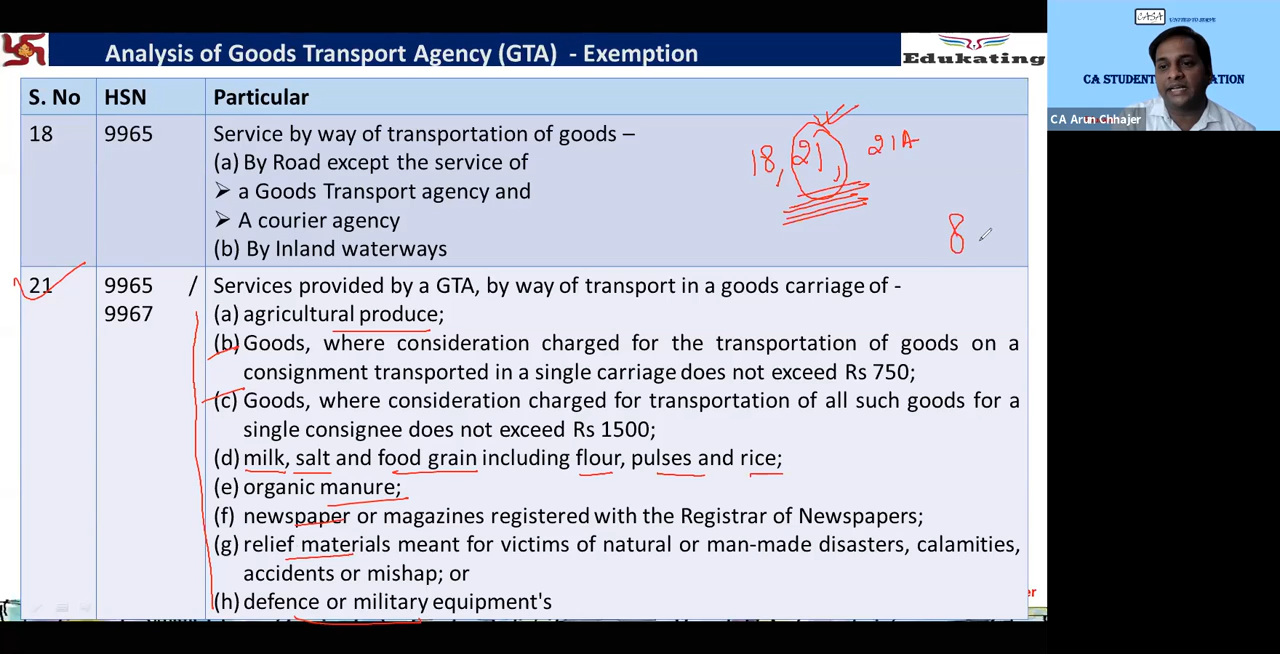 Analysis of Goods Transport Agency (GTA) - Exemption
Edukating
CASA
UNITED TO SERVE
CA STUDEN ATION
CA Arun Chhajer
S. No HSN Particular
18 9965 Service by way of transportation of goods –
(a) By Road except the service of
➢ a Goods Transport agency and
➢ A courier agency
(b) By Inland waterways
18, 21, 21A
8
21 9965 / Services provided by a GTA, by way of transport in a goods carriage of -
9967 (a) agricultural produce;
(b) Goods, where consideration charged for the transportation of goods on a
consignment transported in a single carriage does not exceed Rs 750;
(c) Goods, where consideration charged for transportation of all such goods for a
single consignee does not exceed Rs 1500;
(d) milk, salt and food grain including flour, pulses and rice;
(e) organic manure;
(f) newspaper or magazines registered with the Registrar of Newspapers;
(g) relief materials meant for victims of natural or man-made disasters, calamities,
accidents or mishap; or
(h) defence or military equipment's